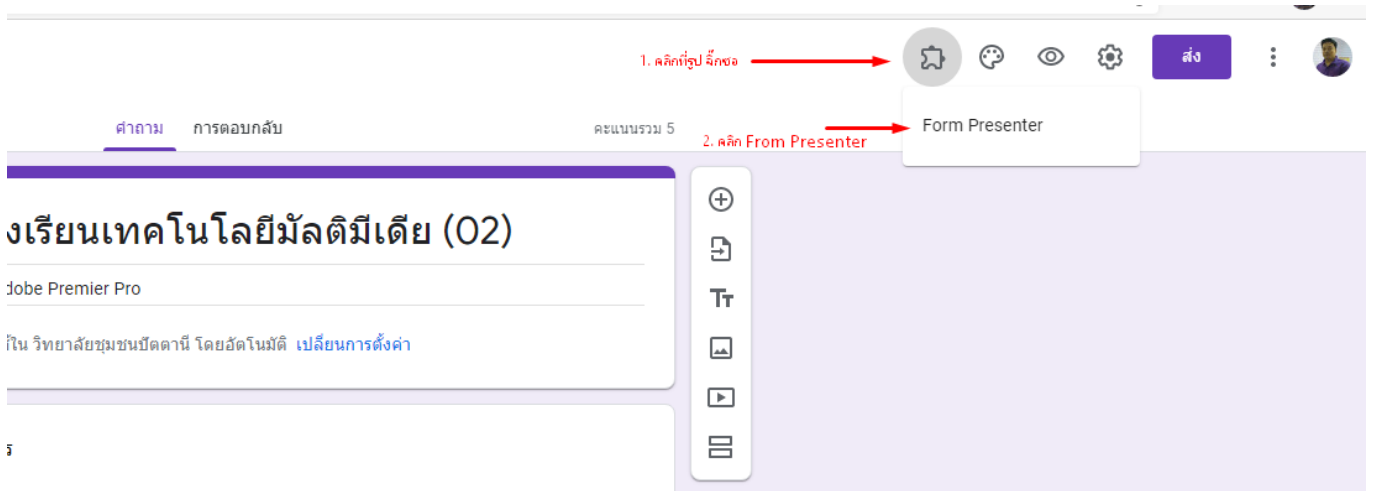 1. คลิกที่รูป จิ๊กซอ
ส่ง
คำถาม การตอบกลับ
คะแนนรวม 5
2. คลิก From Presenter
Form Presenter
งเรียนเทคโนโลยีมัลติมีเดีย (02)
dobe Premier Pro
ใน วิทยาลัยชุมชนปัตตานี โดยอัตโนมัติ เปลี่ยนการตั้งค่า
Tт
ร